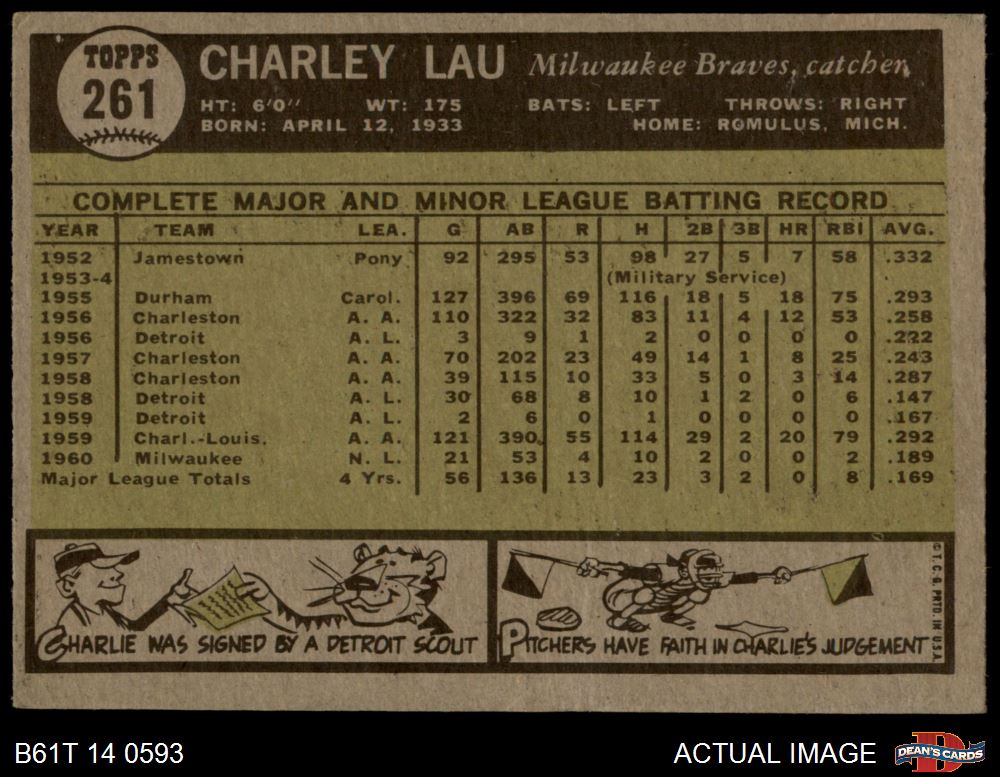 TOPPS
261
CHARLEY LAU Milwaukee Braves, catcher
HT: 6'0" WT: 175 BATS: LEFT THROWS: RIGHT
BORN: APRIL 12, 1933 HOME: ROMULUS, MICH.
COMPLETE MAJOR AND MINOR LEAGUE BATTING RECORD
YEAR TEAM LEA. G AB R H 2B 3B HR RBI AVG.
1952 Jamestown Pony 92 295 53 98 27 5 7 58 .332
1953-4 (Military Service)
1955 Durham Carol. 127 396 69 116 18 5 18 75 .293
1956 Charleston A. A. 110 322 32 83 11 4 12 53 .258
1956 Detroit A. L. 3 9 1 2 0 0 0 0 .222
1957 Charleston A. A. 70 202 23 49 14 1 8 25 .243
1958 Charleston A. A. 39 115 10 33 5 0 3 14 .287
1958 Detroit A. L. 30 68 8 10 1 2 0 6 .147
1959 Detroit A. L. 2 6 0 1 0 0 0 0 .167
1959 Charl.-Louis. A. A. 121 390 55 114 29 2 20 79 .292
1960 Milwaukee N. L. 21 53 4 10 2 0 0 2 .189
Major League Totals 4 Yrs. 56 136 13 23 3 2 0 8 .169
CHARLIE WAS SIGNED BY A DETROIT SCOUT
PITCHERS HAVE FAITH IN CHARLIE'S JUDGEMENT
© T. C. G. PRTD. IN U.S.A.
B61T 14 0593 ACTUAL IMAGE DEAN'S CARDS